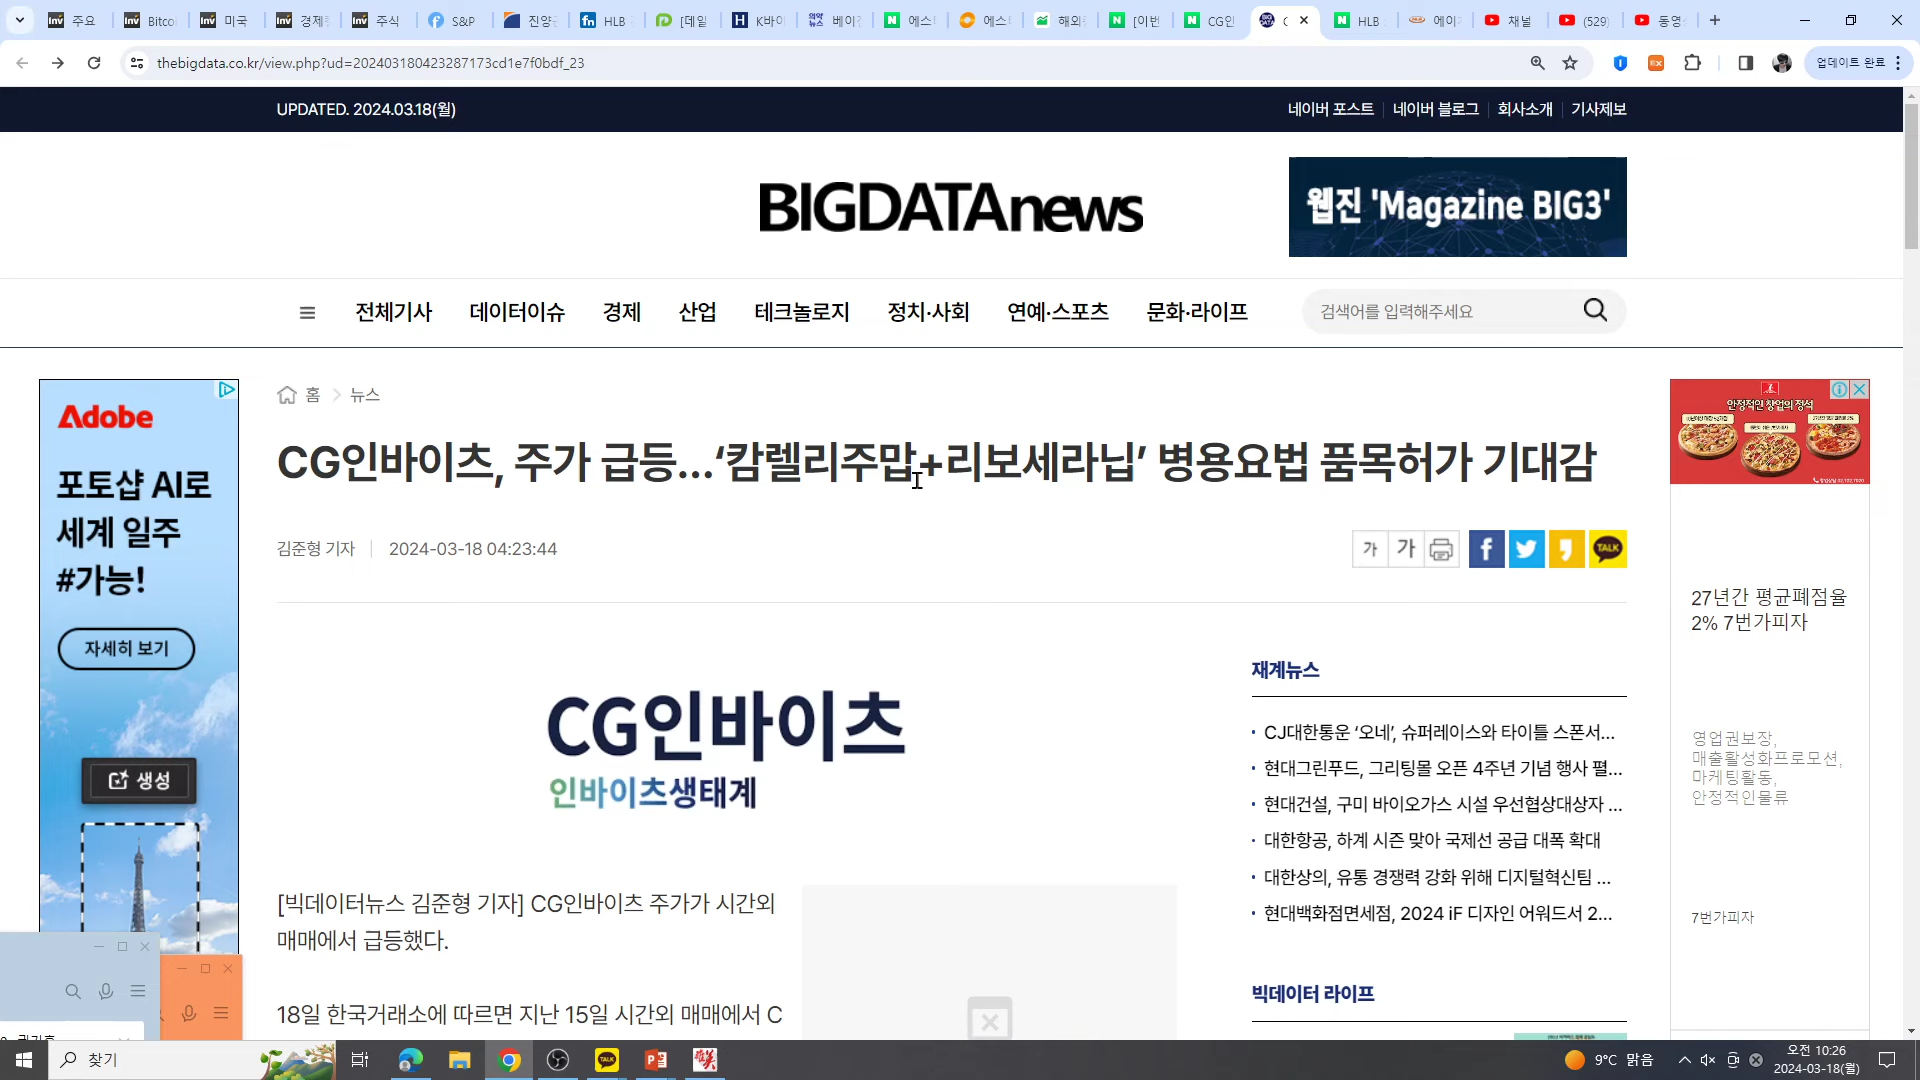 주요
Bitco
미국
경제
주식
S&P
진양
HLB
[데일
K바이
베이
에스
에스
해외
[이번
CG인
HLB
에이
채널
(529)
동영
thebigdata.co.kr/view.php?ud=202403180423287173cd1e7f0bdf_23
업데이트 완료
UPDATED. 2024.03.18(월)
네이버 포스트 네이버 블로그 회사소개 기사제보
BIGDATAnews
웹진 'Magazine BIG3'
전체기사 데이터이슈 경제 산업 테크놀로지 정치·사회 연예·스포츠 문화·라이프
검색어를 입력해주세요
홈 > 뉴스
CG인바이츠, 주가 급등...‘캄렐리주맙+리보세라닙’ 병용요법 품목허가 기대감
김준형 기자 2024-03-18 04:23:44
가 가
TALK
CG인바이츠
인바이츠생태계
[빅데이터뉴스 김준형 기자] CG인바이츠 주가가 시간외
매매에서 급등했다.
18일 한국거래소에 따르면 지난 15일 시간외 매매에서 C
재계뉴스
· CJ대한통운 ‘오네’, 슈퍼레이스와 타이틀 스폰서...
· 현대그린푸드, 그리팅몰 오픈 4주년 기념 행사 펼...
· 현대건설, 구미 바이오가스 시설 우선협상대상자 ...
· 대한항공, 하계 시즌 맞아 국제선 공급 대폭 확대
· 대한상의, 유통 경쟁력 강화 위해 디지털혁신팀 ...
· 현대백화점면세점, 2024 iF 디자인 어워드서 2...
빅데이터 라이프
Adobe
포토샵 AI로
세계 일주
#가능!
자세히 보기
생성
안정적인 창업의 정석
27년간 평균폐점율
2% 7번가피자
영업권보장,
매출활성화프로모션,
마케팅활동,
안정적인물류
7번가피자
찾기
TALK
9°C 맑음
오전 10:26
2024-03-18(월)